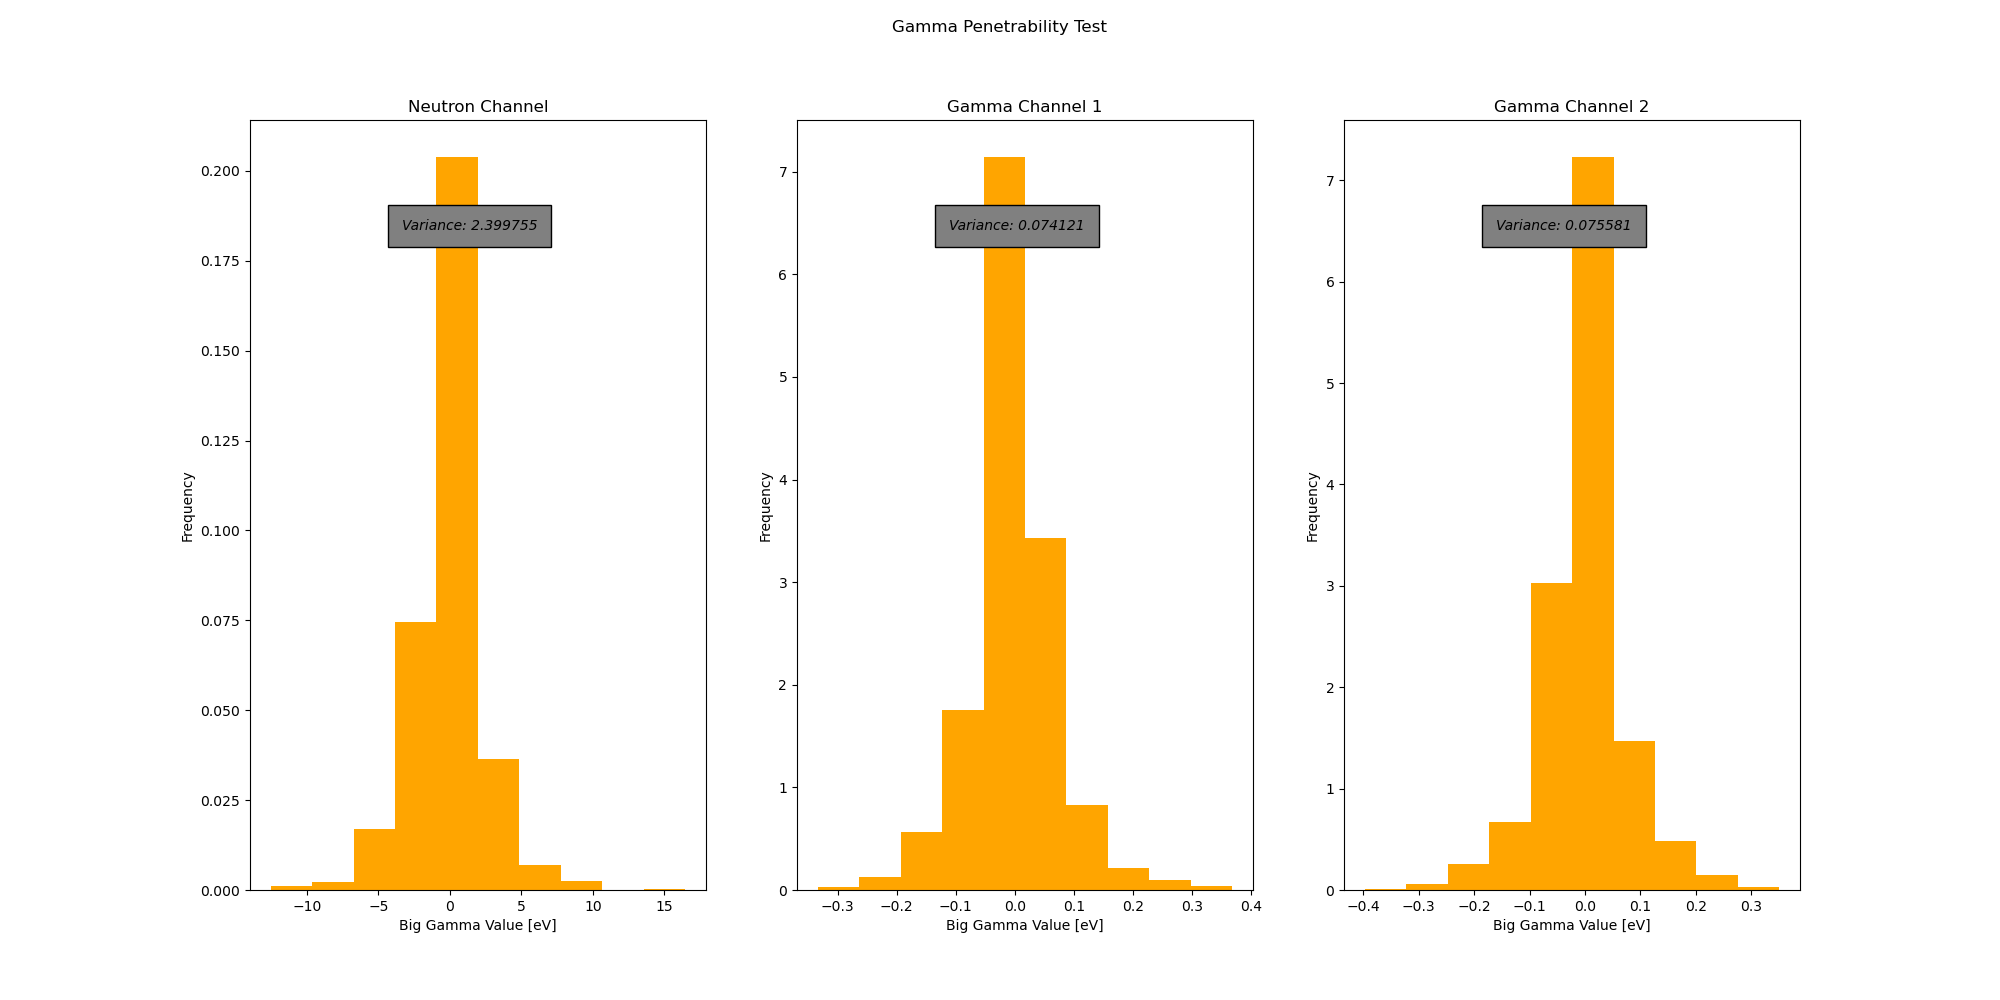 Gamma Penetrability Test
Neutron Channel
Variance: 2.399755
0.200
0.175
0.150
0.125
0.100
0.075
0.050
0.025
0.000
Frequency
−10 −5 0 5 10 15
Big Gamma Value [eV]
Gamma Channel 1
Variance: 0.074121
7
6
5
4
3
2
1
0
Frequency
−0.3 −0.2 −0.1 0.0 0.1 0.2 0.3 0.4
Big Gamma Value [eV]
Gamma Channel 2
Variance: 0.075581
7
6
5
4
3
2
1
0
Frequency
−0.4 −0.3 −0.2 −0.1 0.0 0.1 0.2 0.3
Big Gamma Value [eV]